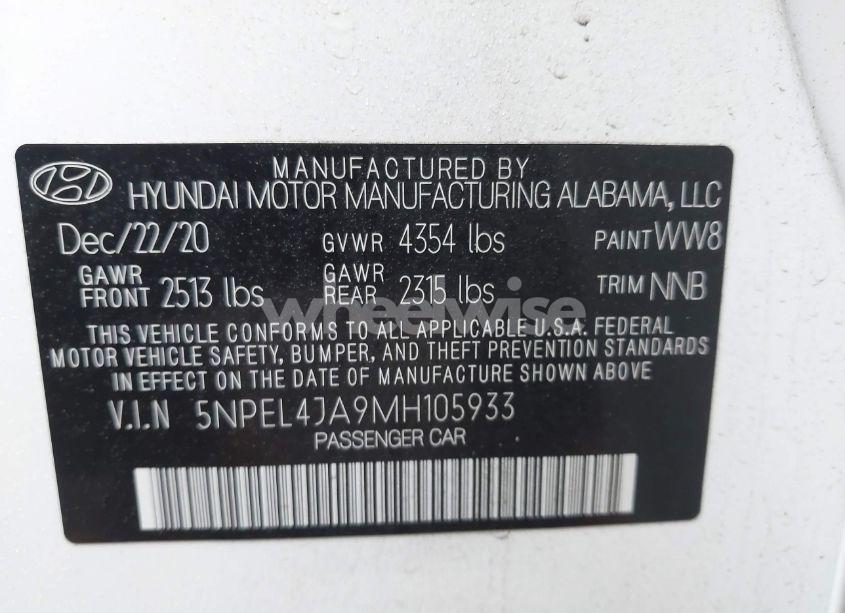 MANUFACTURED BY
HYUNDAI MOTOR MANUFACTURING ALABAMA, LLC
Dec/22/20 GVWR 4354 lbs PAINT WW8
GAWR FRONT 2513 lbs GAWR REAR 2315 lbs TRIM NNB
wheelwise
THIS VEHICLE CONFORMS TO ALL APPLICABLE U.S.A. FEDERAL
MOTOR VEHICLE SAFETY, BUMPER, AND THEFT PREVENTION STANDARDS
IN EFFECT ON THE DATE OF MANUFACTURE SHOWN ABOVE.
V.I.N 5NPEL4JA9MH105933
PASSENGER CAR